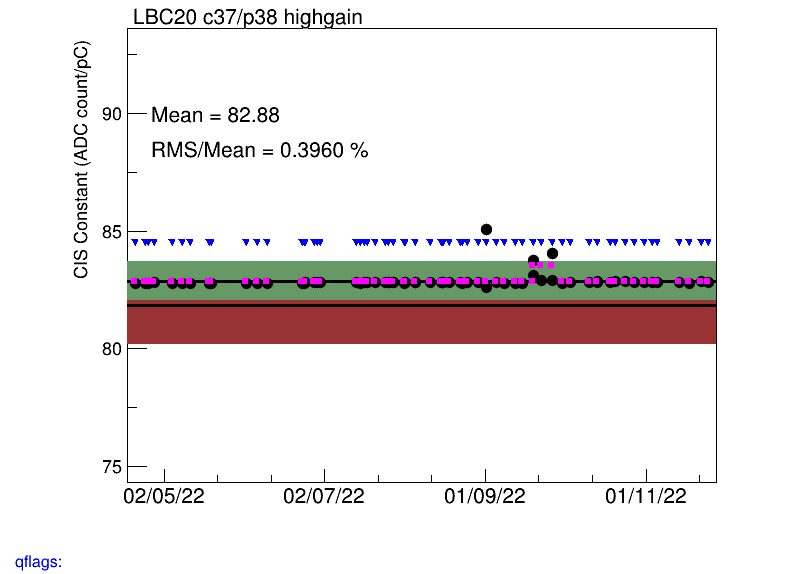 LBC20 c37/p38 highgain
CIS Constant (ADC count/pC)
Mean = 82.88
RMS/Mean = 0.3960 %
90
85
80
75
02/05/22 02/07/22 01/09/22 01/11/22
qflags: